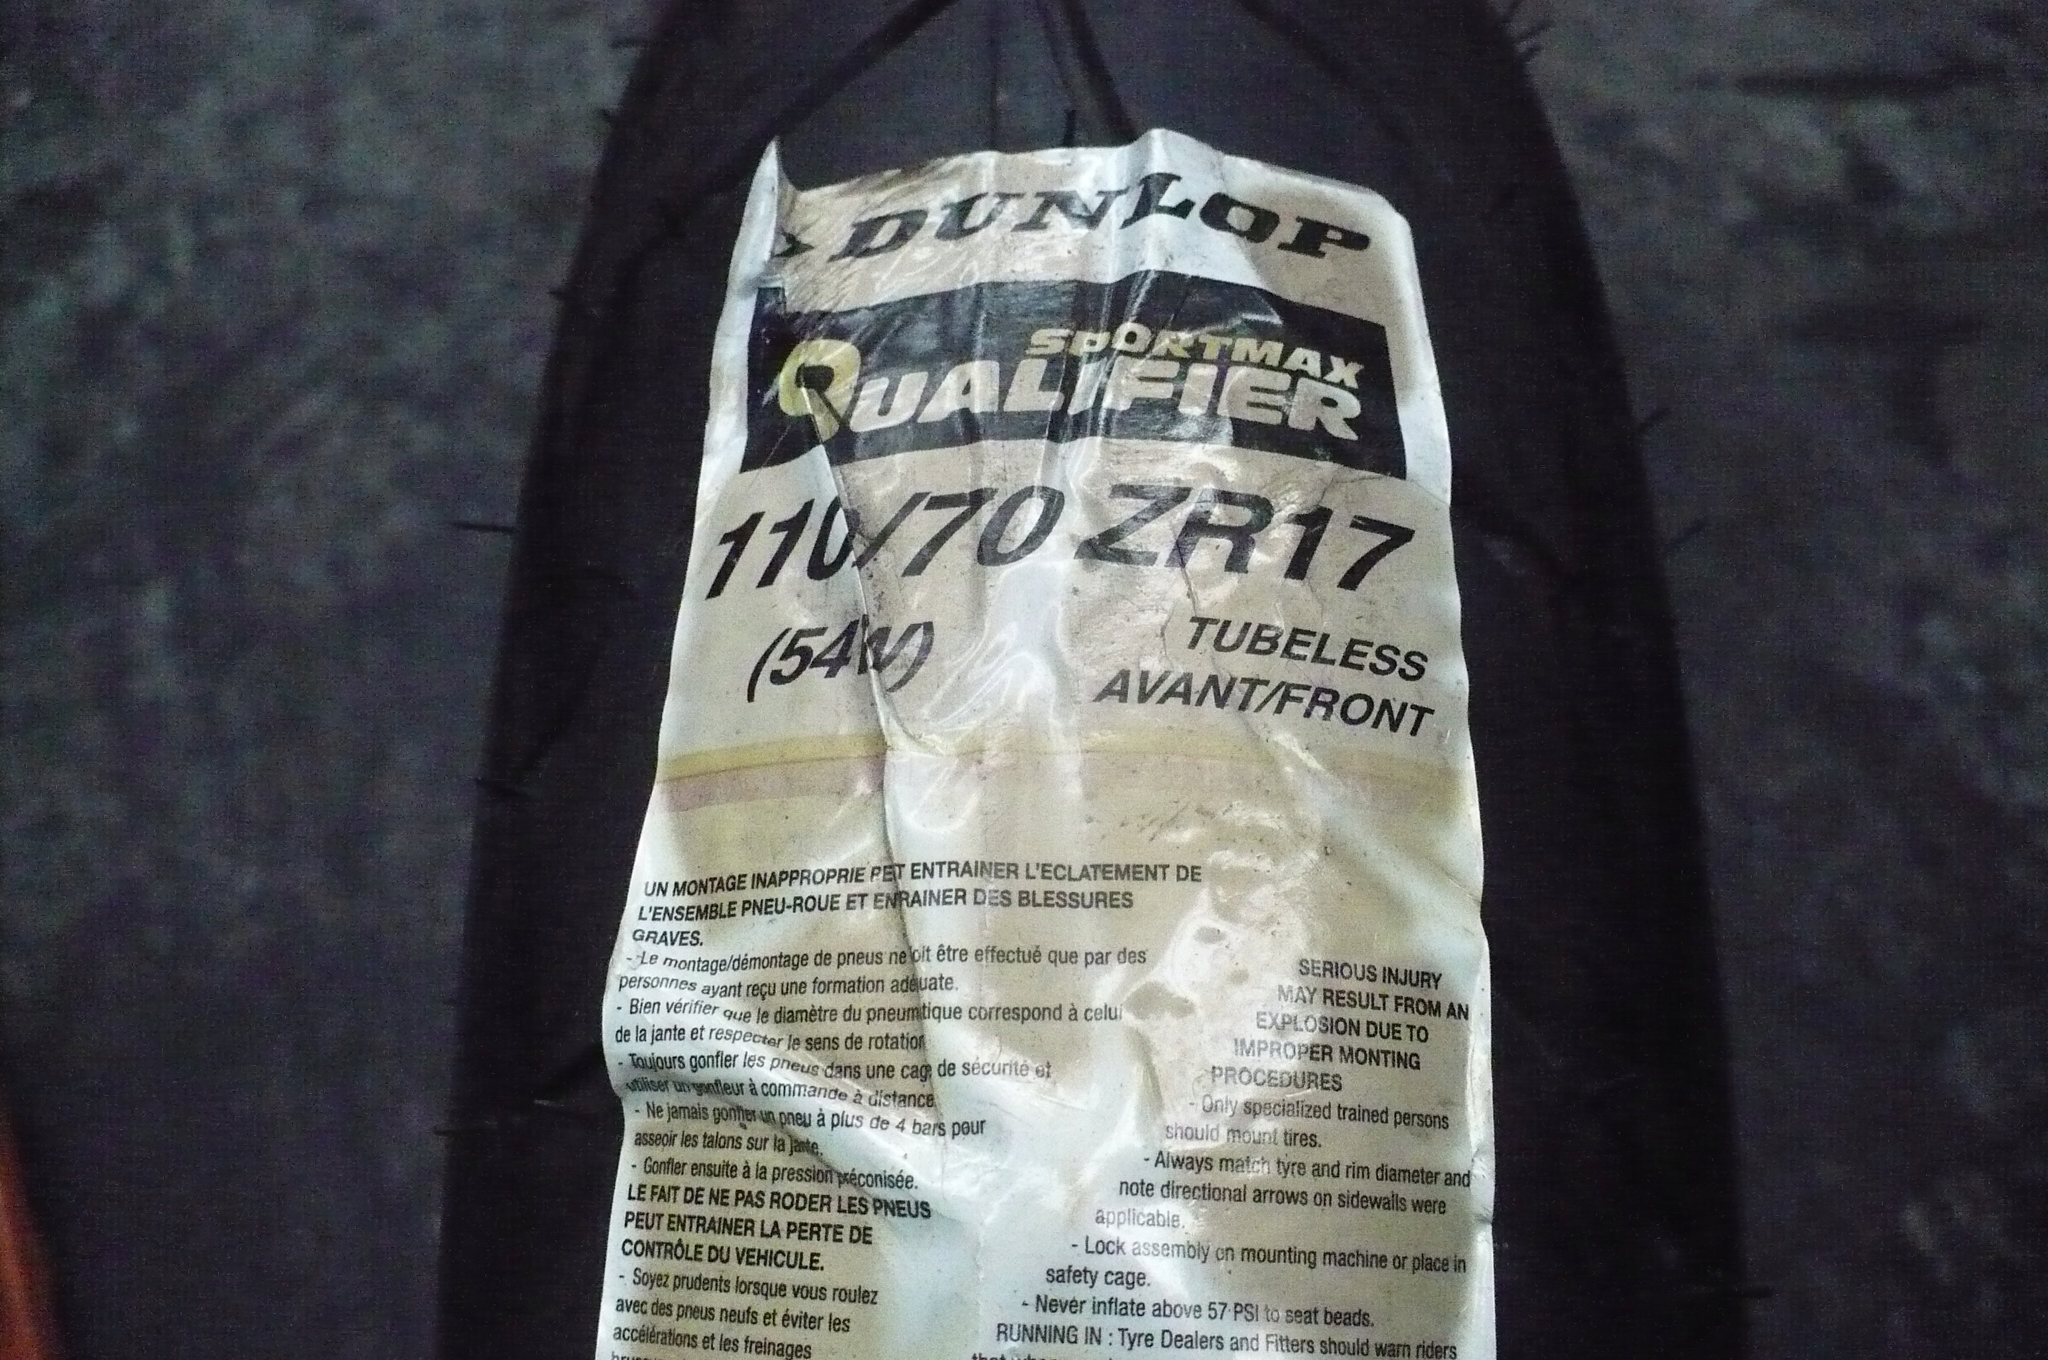 DUNLOP
SPORTMAX
QUALIFIER
110/70 ZR17
(54W)
TUBELESS
AVANT/FRONT
UN MONTAGE INAPPROPRIE PET ENTRAINER L'ECLATEMENT DE
L'ENSEMBLE PNEU-ROUE ET ENRAINER DES BLESSURES
GRAVES.
- Le montage/démontage de pneus ne oit être effectué que par des
personnes ayant reçu une formation adéquate.
- Bien vérifier que le diamètre du pneumatique correspond à celui
de la jante et respecter le sens de rotation
- Toujours gonfler les pneus dans une cage de sécurité et
utiliser un gonfleur à commande à distance
- Ne jamais gonfler un pneu à plus de 4 bars pour
asseoir les talons sur la jante.
- Gonfler ensuite à la pression préconisée.
LE FAIT DE NE PAS RODER LES PNEUS
PEUT ENTRAINER LA PERTE DE
CONTRÔLE DU VEHICULE.
- Soyez prudents lorsque vous roulez
avec des pneus neufs et éviter les
accélérations et les freinages
SERIOUS INJURY
MAY RESULT FROM AN
EXPLOSION DUE TO
IMPROPER MONTING
PROCEDURES
- Only specialized trained persons
should mount tires.
- Always match tyre and rim diameter and
note directional arrows on sidewalls were
applicable.
- Lock assembly on mounting machine or place in
safety cage.
- Never inflate above 57 PSI to seat beads.
RUNNING IN : Tyre Dealers and Fitters should warn riders